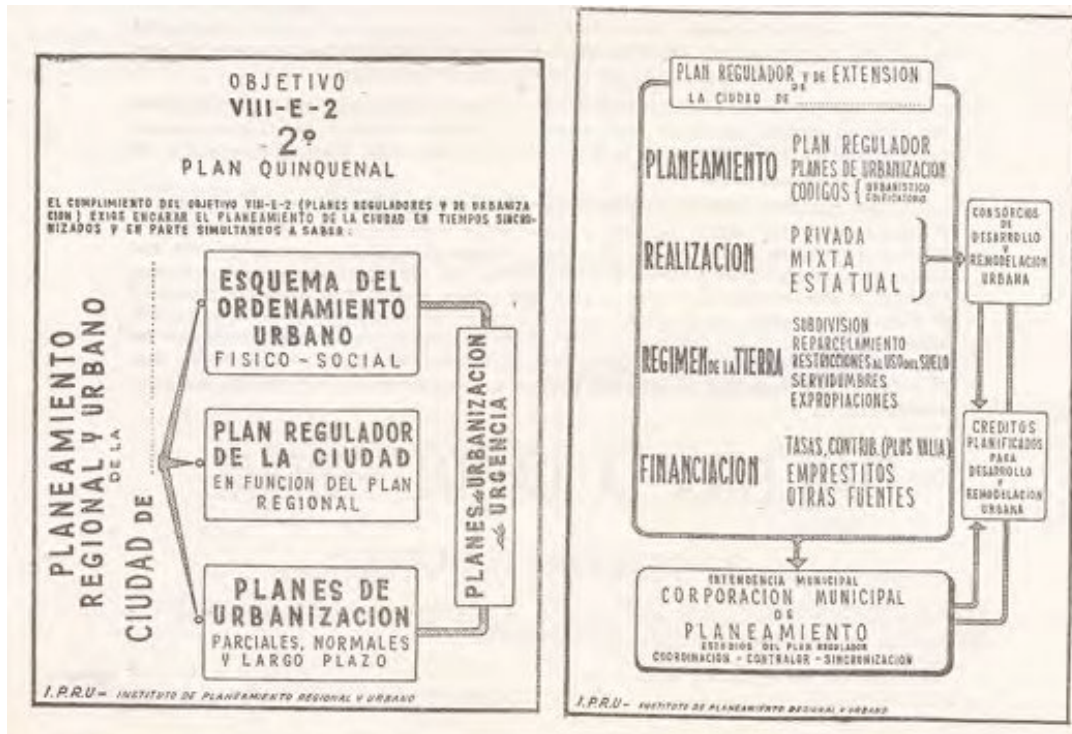 OBJETIVO
VIII-E-2
2º
PLAN QUINQUENAL
EL CUMPLIMIENTO DEL OBJETIVO VIII-E-2 (PLANES REGULADORES Y DE URBANIZA
CION) EXIGE ENCARAR EL PLANEAMIENTO DE LA CIUDAD EN TIEMPOS SINCRO-
NIZADOS Y EN PARTE SIMULTANEOS A SABER:
PLANEAMIENTO
REGIONAL Y URBANO
DE LA
CIUDAD DE
ESQUEMA DEL
ORDENAMIENTO
URBANO
FISICO-SOCIAL
PLAN REGULADOR
DE LA CIUDAD
EN FUNCION DEL PLAN
REGIONAL
PLANES DE
URBANIZACION
PARCIALES, NORMALES
Y LARGO PLAZO
PLANES de URBANIZACION
de URGENCIA
I.P.R.U- INSTITUTO DE PLANEAMIENTO REGIONAL Y URBANO
PLAN REGULADOR Y DE EXTENSION
DE
LA CIUDAD DE
PLANEAMIENTO
PLAN REGULADOR
PLANES DE URBANIZACION
CODIGOS { URBANISTICO
EDIFICATORIO
REALIZACION
PRIVADA
MIXTA
ESTATUAL
REGIMEN DE LA TIERRA
SUBDIVISION
REPARCELAMIENTO
RESTRICCIONES AL USO DEL SUELO
SERVIDUMBRES
EXPROPIACIONES
FINANCIACION
TASAS, CONTRIB. (PLUS VALIA)
EMPRESTITOS
OTRAS FUENTES
CONSORCIOS
DE
DESARROLLO
Y
REMODELACION
URBANA
CREDITOS
PLANIFICADOS
PARA
DESARROLLO
Y
REMODELACION
URBANA
INTENDENCIA MUNICIPAL
CORPORACION MUNICIPAL
DE
PLANEAMIENTO
ESTUDIOS DEL PLAN REGULADOR
COORDINACION - CONTRALOR - SINCRONIZACION
I.P.R.U- INSTITUTO DE PLANEAMIENTO REGIONAL Y URBANO